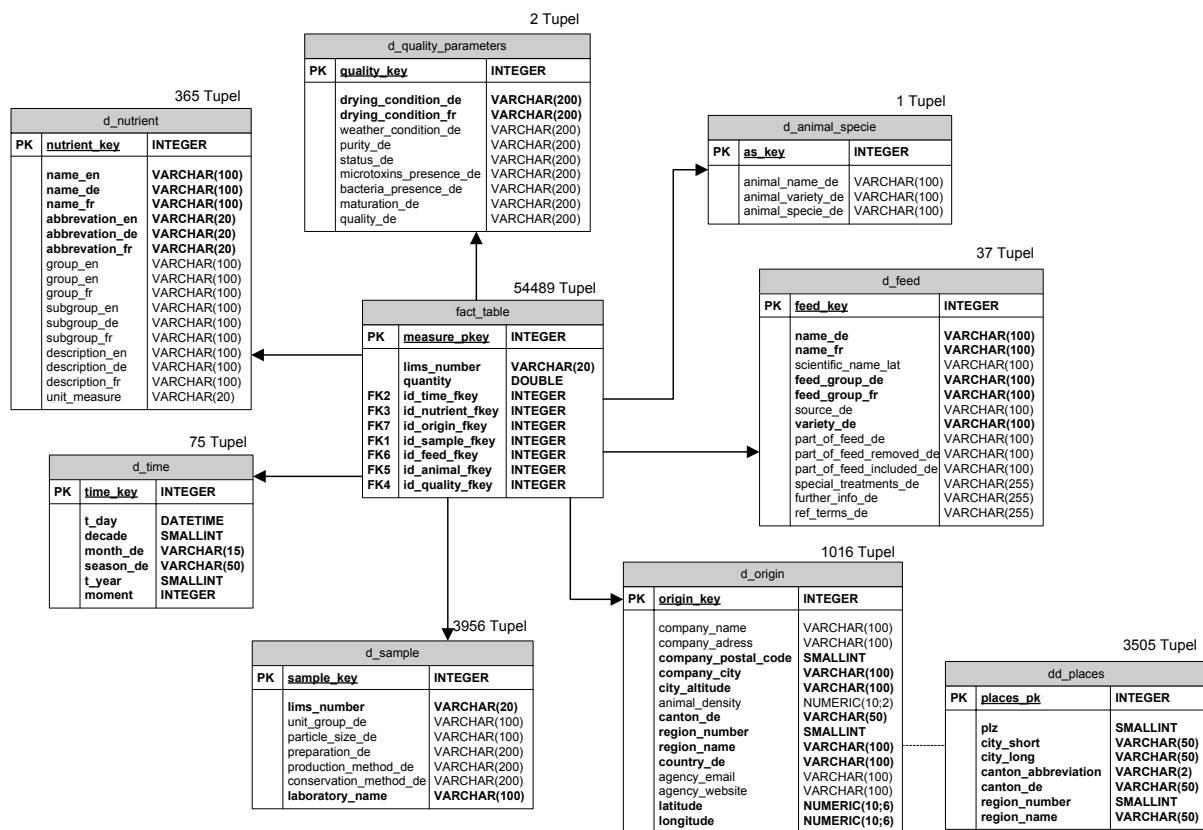 2 Tupel
d_quality_parameters
PK quality_key INTEGER
drying_condition_de VARCHAR(200)
drying_condition_fr VARCHAR(200)
weather_condition_de VARCHAR(200)
purity_de VARCHAR(200)
status_de VARCHAR(200)
microtoxins_presence_de VARCHAR(200)
bacteria_presence_de VARCHAR(200)
maturation_de VARCHAR(200)
quality_de VARCHAR(200)
365 Tupel
d_nutrient
PK nutrient_key INTEGER
name_en VARCHAR(100)
name_de VARCHAR(100)
name_fr VARCHAR(100)
abbrevation_en VARCHAR(20)
abbrevation_de VARCHAR(20)
abbrevation_fr VARCHAR(20)
group_en VARCHAR(100)
group_en VARCHAR(100)
group_fr VARCHAR(100)
subgroup_en VARCHAR(100)
subgroup_de VARCHAR(100)
subgroup_fr VARCHAR(100)
description_en VARCHAR(100)
description_de VARCHAR(100)
description_fr VARCHAR(100)
unit_measure VARCHAR(20)
1 Tupel
d_animal_specie
PK as_key INTEGER
animal_name_de VARCHAR(100)
animal_variety_de VARCHAR(100)
animal_specie_de VARCHAR(100)
54489 Tupel
fact_table
PK measure_pkey INTEGER
lims_number VARCHAR(20)
quantity DOUBLE
FK2 id_time_fkey INTEGER
FK3 id_nutrient_fkey INTEGER
FK7 id_origin_fkey INTEGER
FK1 id_sample_fkey INTEGER
FK6 id_feed_fkey INTEGER
FK5 id_animal_fkey INTEGER
FK4 id_quality_fkey INTEGER
37 Tupel
d_feed
PK feed_key INTEGER
name_de VARCHAR(100)
name_fr VARCHAR(100)
scientific_name_lat VARCHAR(100)
feed_group_de VARCHAR(100)
feed_group_fr VARCHAR(100)
source_de VARCHAR(100)
variety_de VARCHAR(100)
part_of_feed_de VARCHAR(100)
part_of_feed_removed_de VARCHAR(100)
part_of_feed_included_de VARCHAR(100)
special_treatments_de VARCHAR(255)
further_info_de VARCHAR(255)
ref_terms_de VARCHAR(255)
75 Tupel
d_time
PK time_key INTEGER
t_day DATETIME
decade SMALLINT
month_de VARCHAR(15)
season_de VARCHAR(50)
t_year SMALLINT
moment INTEGER
3956 Tupel
d_sample
PK sample_key INTEGER
lims_number VARCHAR(20)
unit_group_de VARCHAR(100)
particle_size_de VARCHAR(100)
preparation_de VARCHAR(200)
production_method_de VARCHAR(200)
conservation_method_de VARCHAR(200)
laboratory_name VARCHAR(100)
1016 Tupel
d_origin
PK origin_key INTEGER
company_name VARCHAR(100)
company_adress VARCHAR(100)
company_postal_code SMALLINT
company_city VARCHAR(100)
city_altitude VARCHAR(100)
animal_density NUMERIC(10;2)
canton_de VARCHAR(50)
region_number SMALLINT
region_name VARCHAR(100)
country_de VARCHAR(100)
agency_email VARCHAR(100)
agency_website VARCHAR(100)
latitude NUMERIC(10;6)
longitude NUMERIC(10;6)
3505 Tupel
dd_places
PK places_pk INTEGER
plz SMALLINT
city_short VARCHAR(50)
city_long VARCHAR(50)
canton_abbreviation VARCHAR(2)
canton_de VARCHAR(50)
region_number SMALLINT
region_name VARCHAR(50)